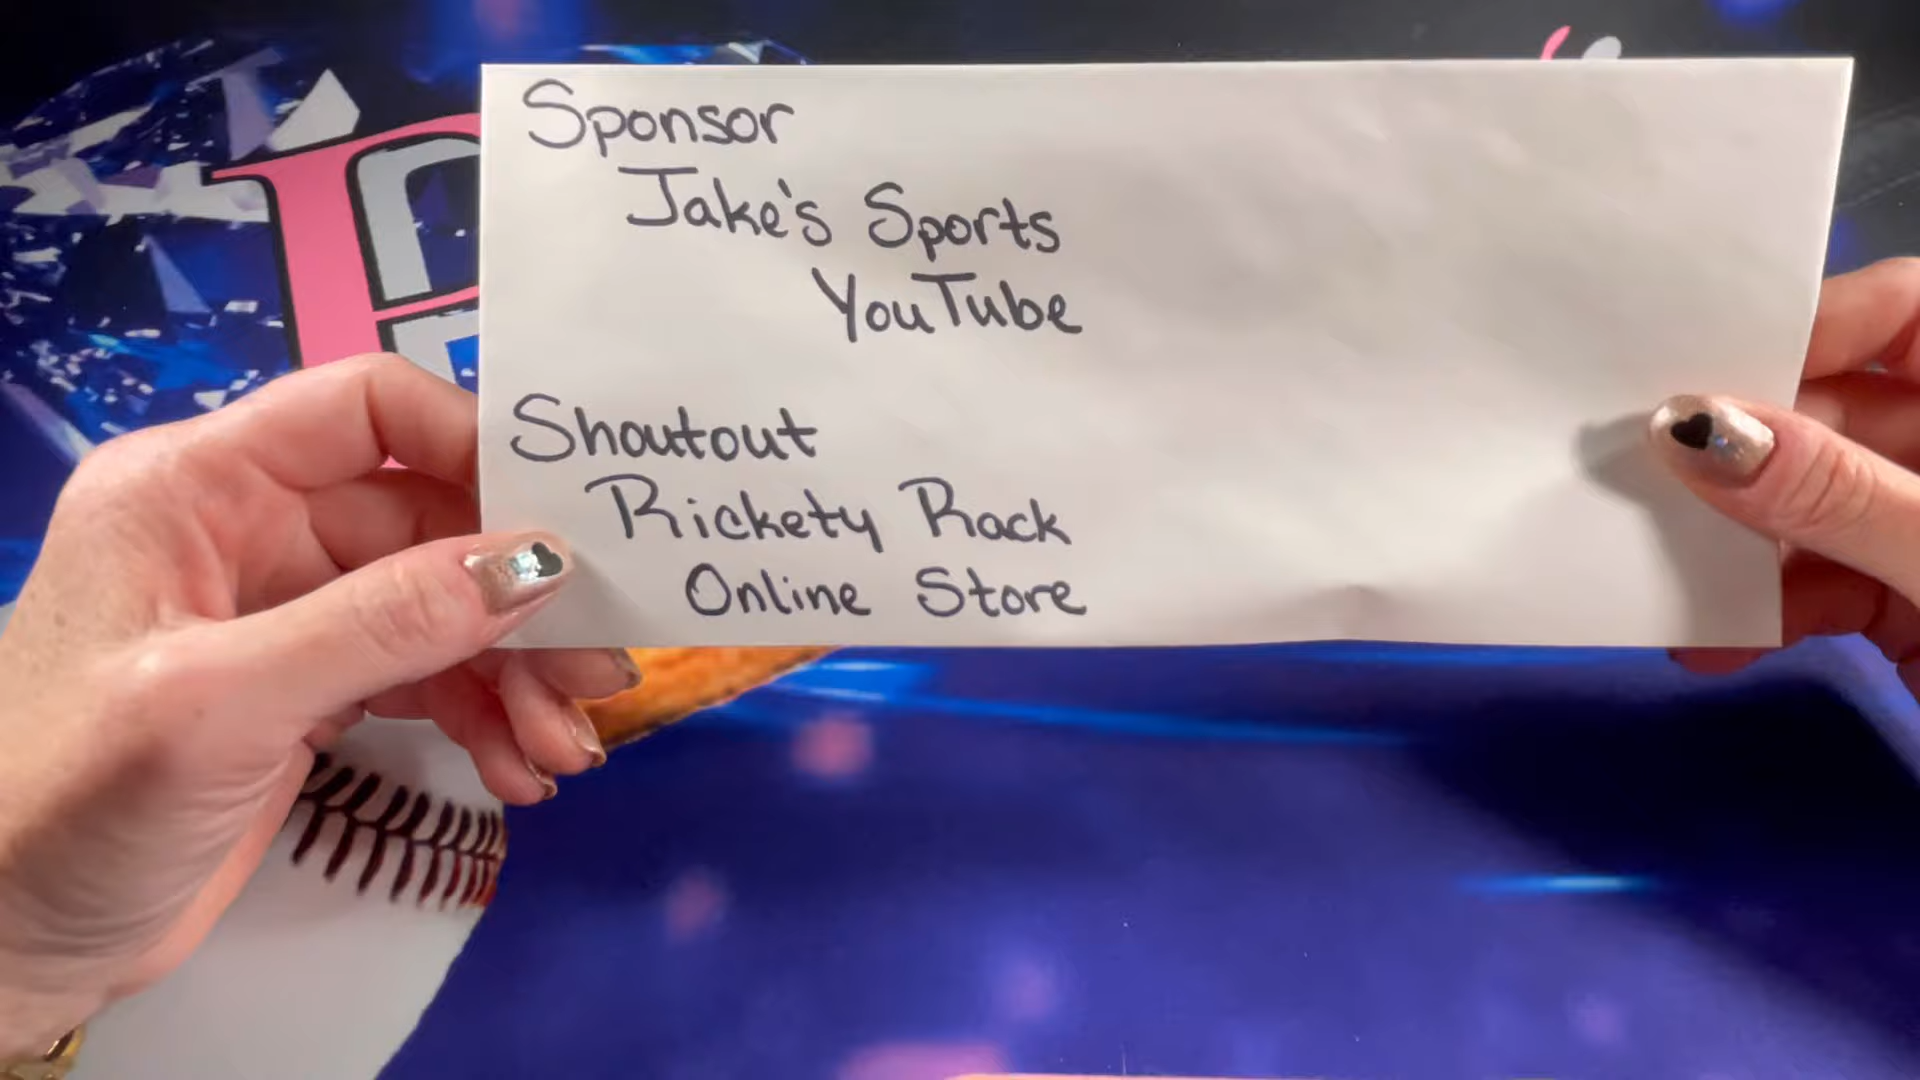 Sponsor
Jake's Sports
YouTube
Shoutout
Rickety Rack
Online Store